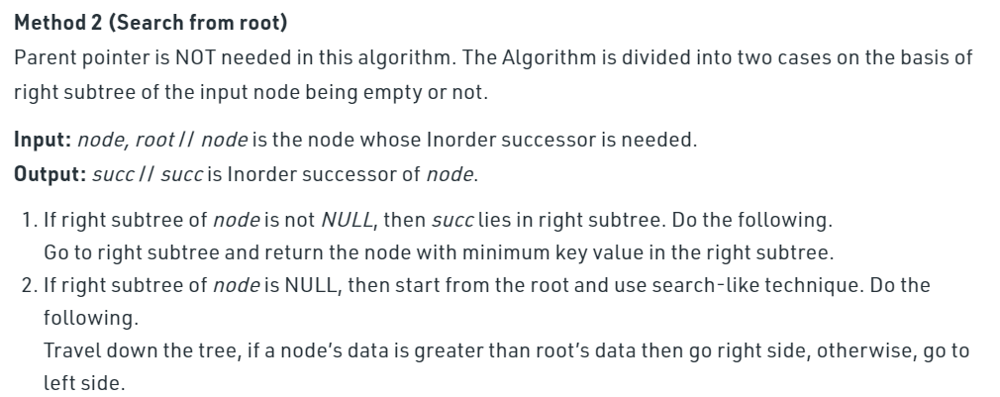 Method 2 (Search from root)
Parent pointer is NOT needed in this algorithm. The Algorithm is divided into two cases on the basis of
right subtree of the input node being empty or not.
Input: node, root // node is the node whose Inorder successor is needed.
Output: succ // succ is Inorder successor of node.
1. If right subtree of node is not NULL, then succ lies in right subtree. Do the following.
Go to right subtree and return the node with minimum key value in the right subtree.
2. If right subtree of node is NULL, then start from the root and use search-like technique. Do the
following.
Travel down the tree, if a node's data is greater than root's data then go right side, otherwise, go to
left side.